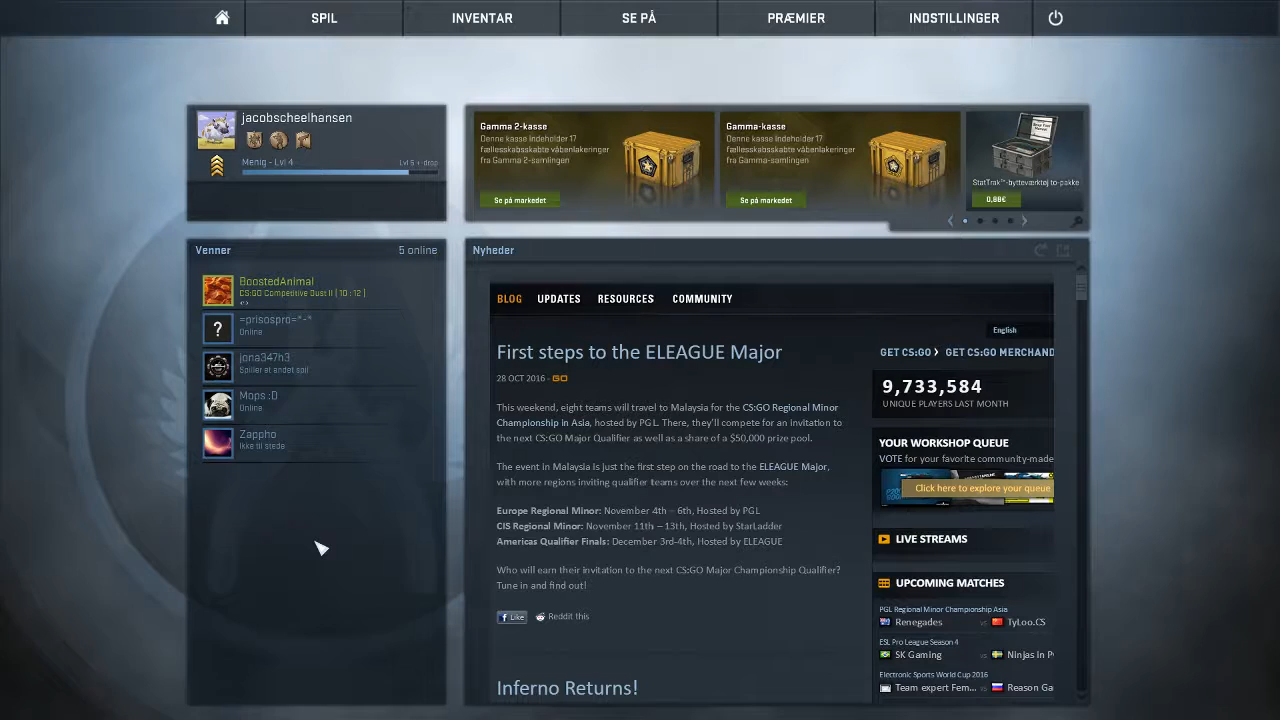 SPIL
INVENTAR
SE PÅ
PRÆMIER
INDSTILLINGER
jacobscheelhansen
Menig - Lvl 4
Lvl 5 + drop
Gamma 2-kasse
Denne kasse indeholder 17
fællesskabsskabte våbenlakeringer
fra Gamma 2-samlingen
Se på markedet
Gamma-kasse
Denne kasse indeholder 17
fællesskabsskabte våbenlakeringer
fra Gamma-samlingen
Se på markedet
StatTrak™-bytteværktøj to-pakke
0,88€
Venner
5 online
BoostedAnimal
CS:GO Competitive Dust II [ 10 : 12 ]
=prisospro=*-*
Online
jona347h3
Spiller et andet spil
Mops :D
Online
Zappho
Ikke til stede
Nyheder
BLOG
UPDATES
RESOURCES
COMMUNITY
English
First steps to the ELEAGUE Major
28 OCT 2016 - GO
This weekend, eight teams will travel to Malaysia for the CS:GO Regional Minor
Championship in Asia, hosted by PGL. There, they'll compete for an invitation to
the next CS:GO Major Qualifier as well as a share of a $50,000 prize pool.
The event in Malaysia is just the first step on the road to the ELEAGUE Major,
with more regions inviting qualifier teams over the next few weeks:
Europe Regional Minor: November 4th – 6th, Hosted by PGL
CIS Regional Minor: November 11th – 13th, Hosted by StarLadder
Americas Qualifier Finals: December 3rd-4th, Hosted by ELEAGUE
Who will earn their invitation to the next CS:GO Major Championship Qualifier?
Tune in and find out!
Like
Reddit this
Inferno Returns!
GET CS:GO › GET CS:GO MERCHAND
9,733,584
UNIQUE PLAYERS LAST MONTH
YOUR WORKSHOP QUEUE
VOTE for your favorite community-made
Click here to explore your queue
LIVE STREAMS
UPCOMING MATCHES
PGL Regional Minor Championship Asia
Renegades vs TyLoo.CS
ESL Pro League Season 4
SK Gaming vs Ninjas in P
Electronic Sports World Cup 2016
Team expert Fem... vs Reason Ga